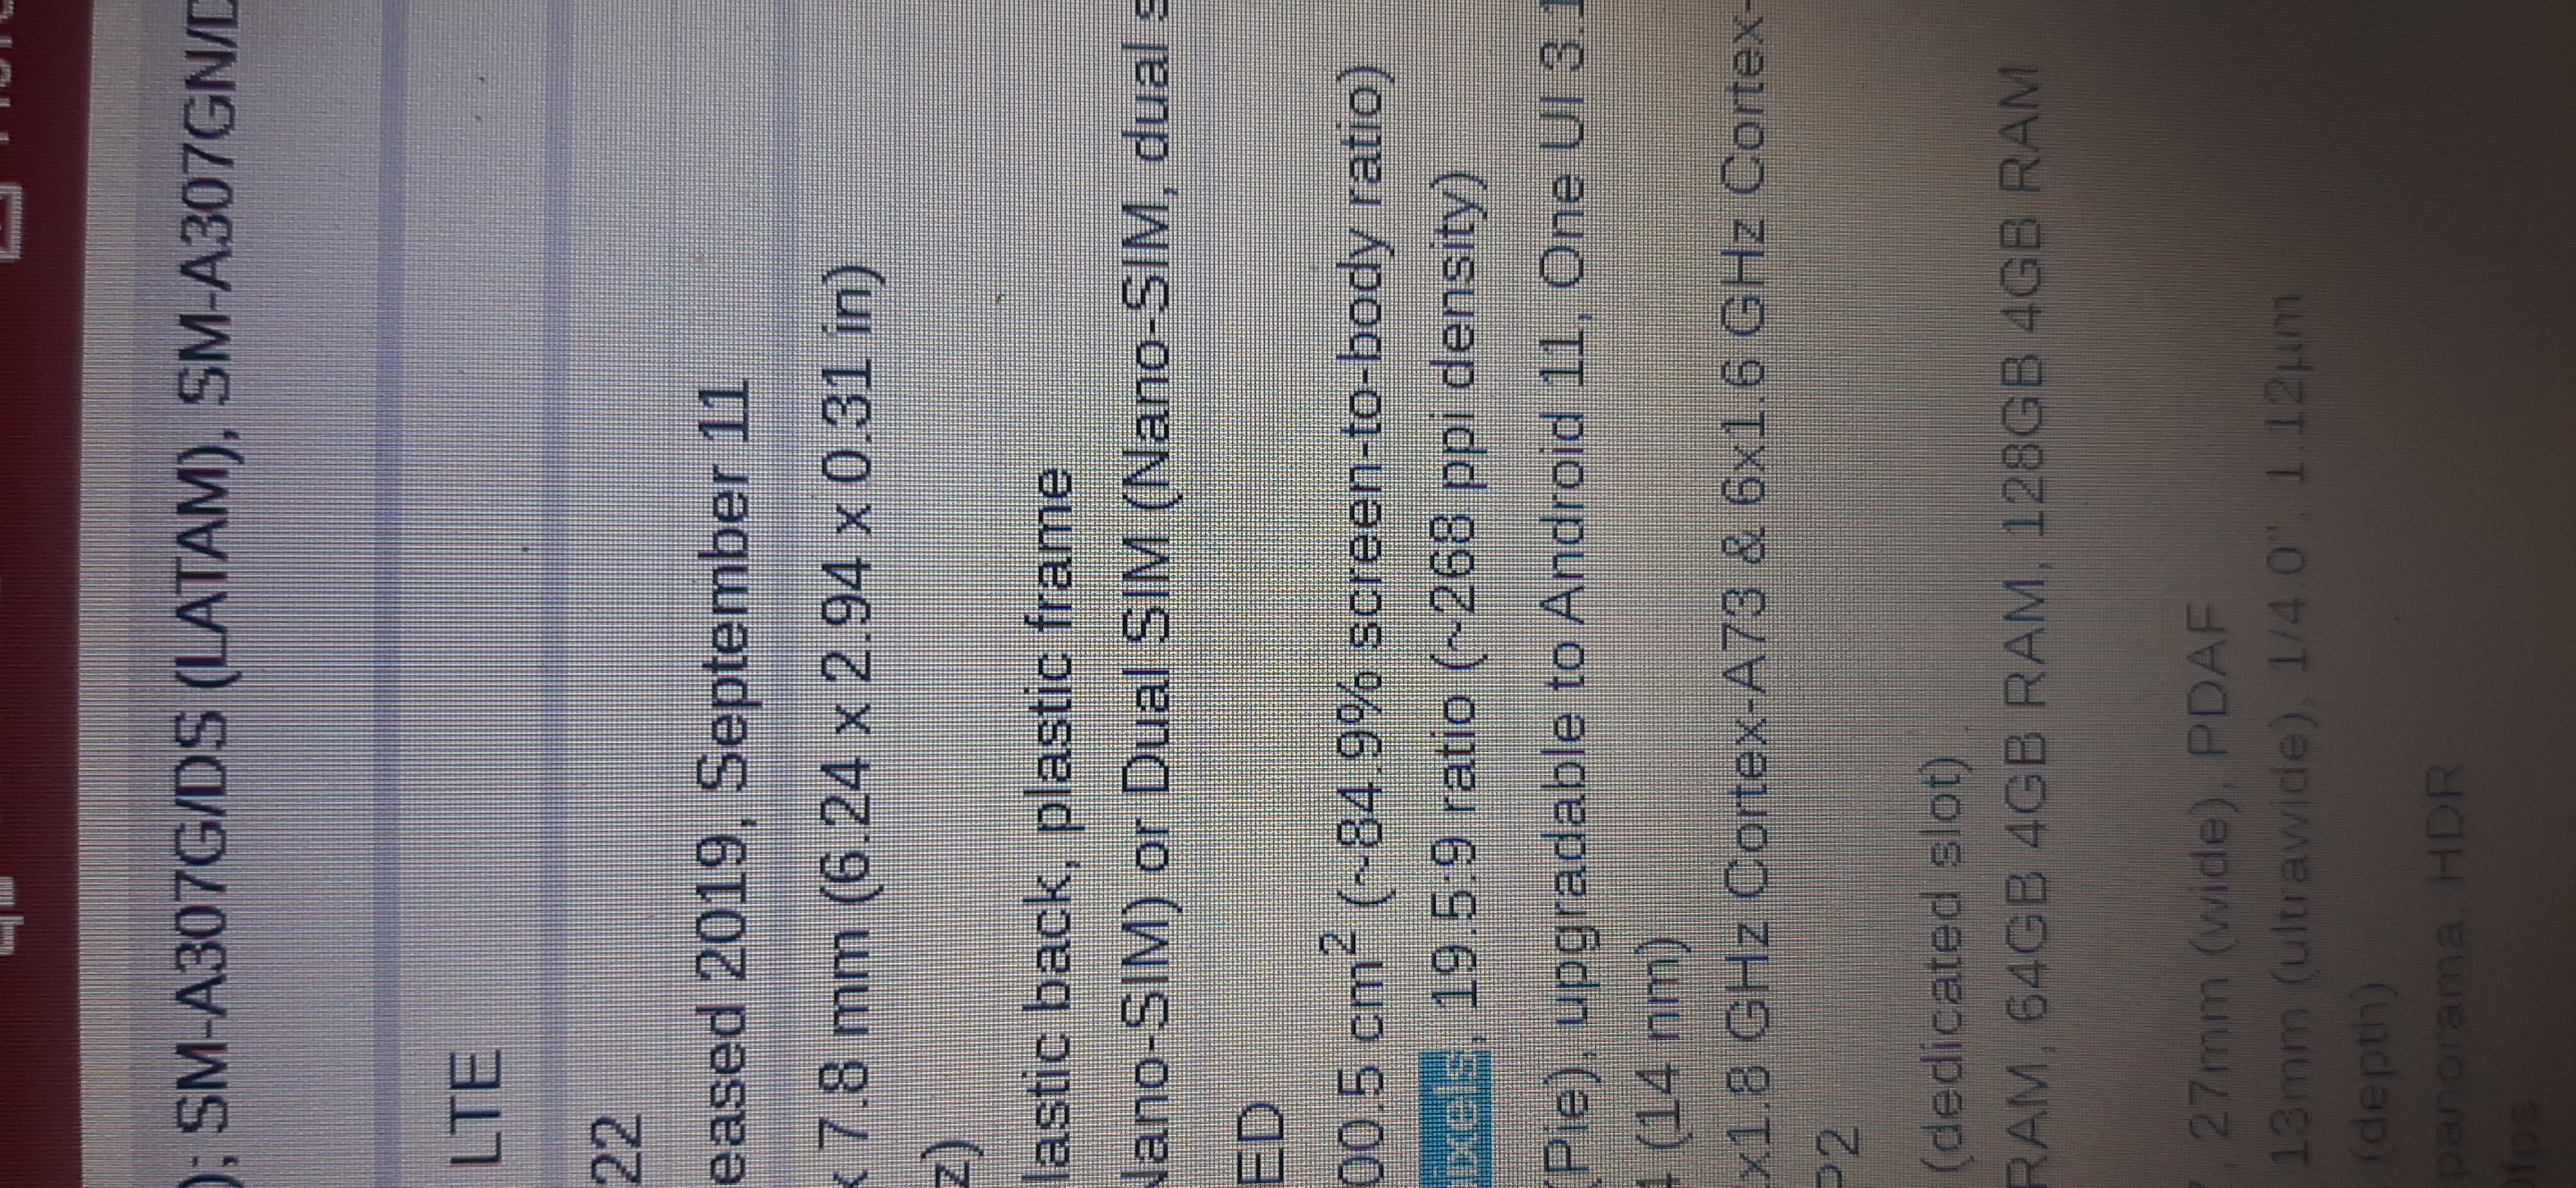 ); SM-A307G/DS (LATAM), SM-A307GN/D
LTE
22
eased 2019, September 11
x 7.8 mm (6.24 x 2.94 x 0.31 in)
z)
lastic back, plastic frame
Nano-SIM) or Dual SIM (Nano-SIM, dual s
ED
00.5 cm² (~84.9% screen-to-body ratio)
ixels, 19.5:9 ratio (~268 ppi density)
(Pie), upgradable to Android 11, One UI 3.1
4 (14 nm)
x1.8 GHz Cortex-A73 & 6x1.6 GHz Cortex-
P2
(dedicated slot)
RAM, 64GB 4GB RAM, 128GB 4GB RAM
, 27mm (wide), PDAF
13mm (ultrawide), 1/4.0", 1.12µm
(depth)
panorama, HDR
0fps